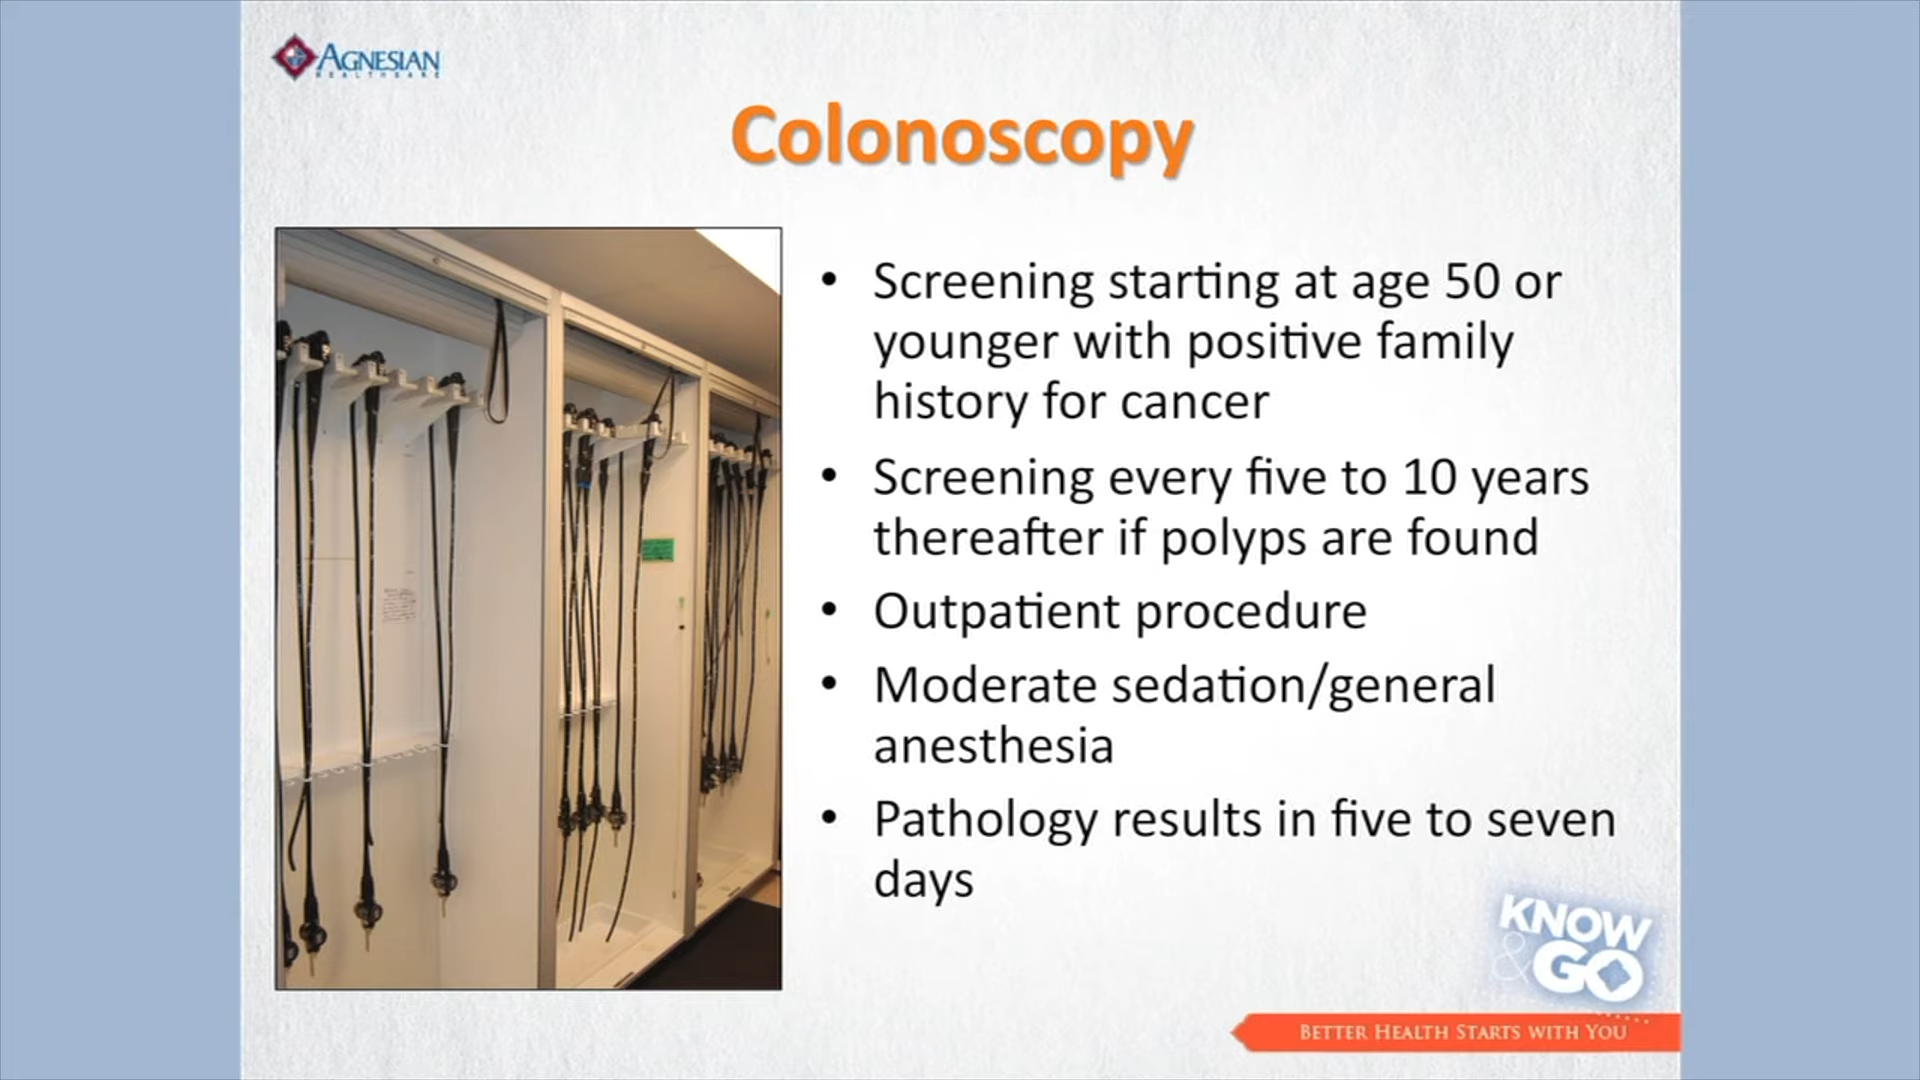 AGNESIAN
HEALTHCARE
Colonoscopy
• Screening starting at age 50 or
younger with positive family
history for cancer
• Screening every five to 10 years
thereafter if polyps are found
• Outpatient procedure
• Moderate sedation/general
anesthesia
• Pathology results in five to seven
days
KNOW
& GO
BETTER HEALTH STARTS WITH YOU